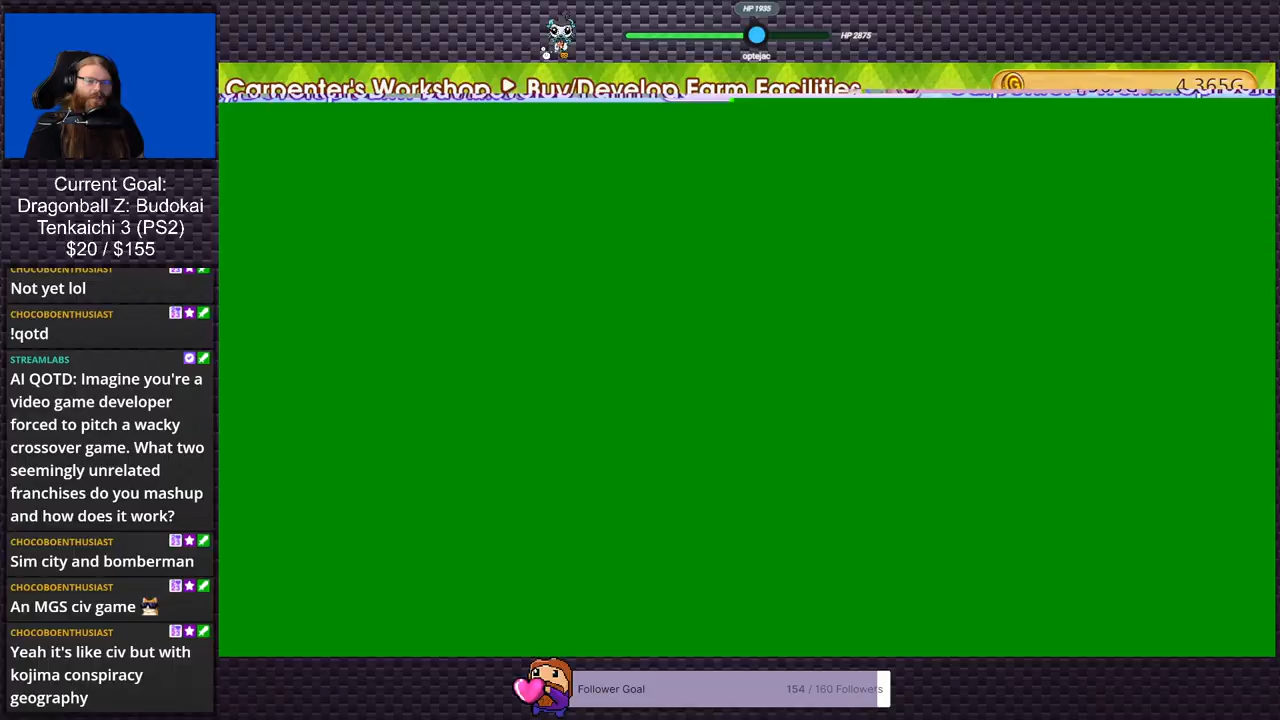 HP 1935
HP 2875
optejac
Carpenter's Workshop ▶ Buy/Develop Farm Facilities
4,365G
Current Goal:
Dragonball Z: Budokai
Tenkaichi 3 (PS2)
$20 / $155
CHOCOBOENTHUSIAST
Not yet lol
CHOCOBOENTHUSIAST
!qotd
STREAMLABS
AI QOTD: Imagine you're a
video game developer
forced to pitch a wacky
crossover game. What two
seemingly unrelated
franchises do you mashup
and how does it work?
CHOCOBOENTHUSIAST
Sim city and bomberman
CHOCOBOENTHUSIAST
An MGS civ game
CHOCOBOENTHUSIAST
Yeah it's like civ but with
kojima conspiracy
geography
Follower Goal
154 / 160 Followers